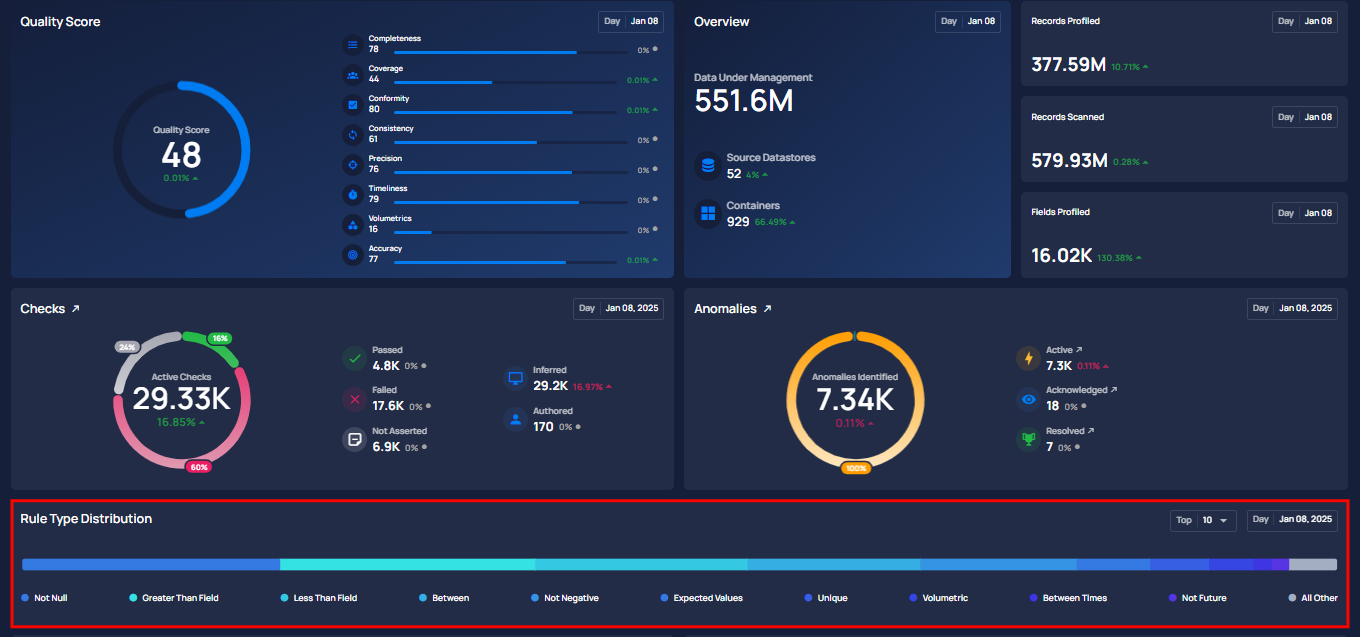 Quality Score
Day Jan 08
Quality Score
48
0.01%
Completeness
78
0%
Coverage
44
0.01%
Conformity
80
0.01%
Consistency
61
0%
Precision
76
0%
Timeliness
79
0%
Volumetrics
16
0%
Accuracy
77
0.01%
Overview
Day Jan 08
Data Under Management
551.6M
Source Datastores
52 4%
Containers
929 66.49%
Records Profiled
Day Jan 08
377.59M 10.71%
Records Scanned
Day Jan 08
579.93M 0.28%
Fields Profiled
Day Jan 08
16.02K 130.38%
Checks
Day Jan 08, 2025
24%
16%
60%
Active Checks
29.33K
16.85%
Passed
4.8K 0%
Failed
17.6K 0%
Not Asserted
6.9K 0%
Inferred
29.2K 16.97%
Authored
170 0%
Anomalies
Day Jan 08, 2025
Anomalies Identified
7.34K
0.11%
100%
Active
7.3K 0.11%
Acknowledged
18 0%
Resolved
7 0%
Rule Type Distribution
Top 10
Day Jan 08, 2025
Not Null Greater Than Field Less Than Field Between Not Negative Expected Values Unique Volumetric Between Times Not Future All Other